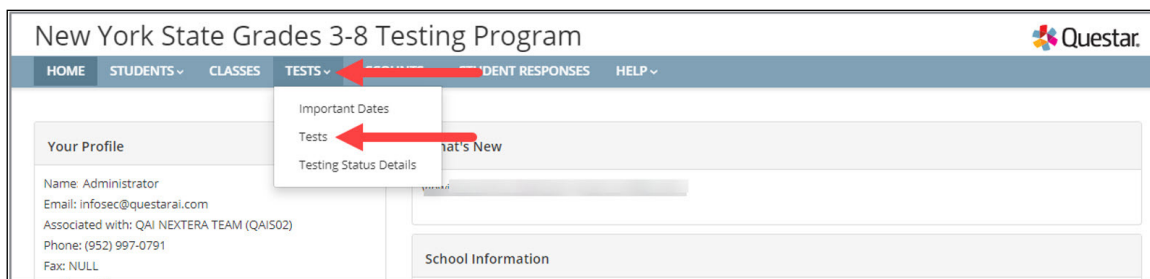 New York State Grades 3-8 Testing Program
Questar.
HOME STUDENTS CLASSES TESTS STUDENT RESPONSES HELP
Important Dates
Tests
Testing Status Details
Your Profile
Name: Administrator
Email: infosec@questarai.com
Associated with: QAI NEXTERA TEAM (QAIS02)
Phone: (952) 997-0791
Fax: NULL
What's New
School Information